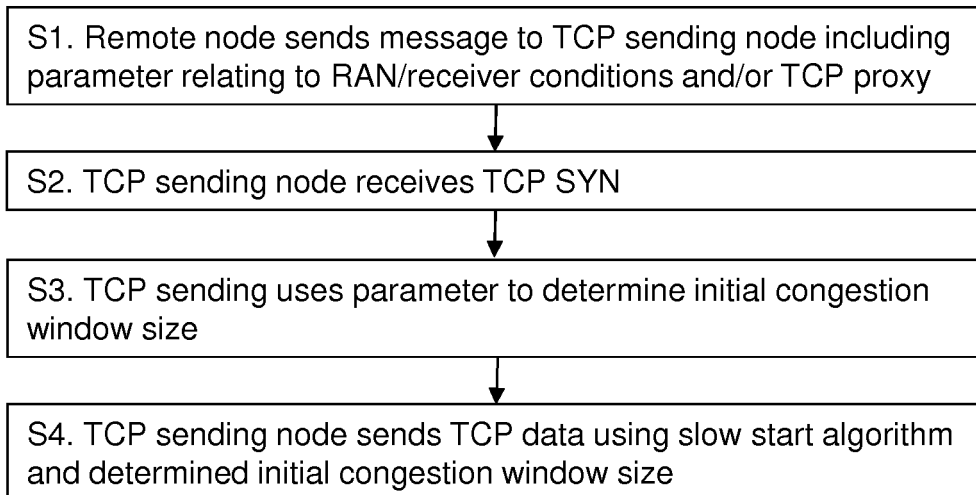 S1. Remote node sends message to TCP sending node including
parameter relating to RAN/receiver conditions and/or TCP proxy
S2. TCP sending node receives TCP SYN
S3. TCP sending uses parameter to determine initial congestion
window size
S4. TCP sending node sends TCP data using slow start algorithm
and determined initial congestion window size